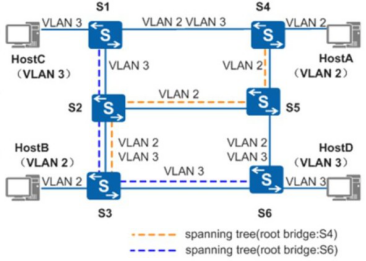 S1
S4
VLAN 3
VLAN 2 VLAN 3
VLAN 2
S
S
HostC
(VLAN 3)
VLAN 3
VLAN 2
HostA
(VLAN 2)
S2
S
VLAN 2
S
S5
HostB
(VLAN 2)
VLAN 2
VLAN 3
VLAN 2
VLAN 3
HostD
(VLAN 3)
VLAN 2
S
VLAN 3
S
VLAN 3
S3
S6
spanning tree(root bridge:S4)
spanning tree(root bridge:S6)